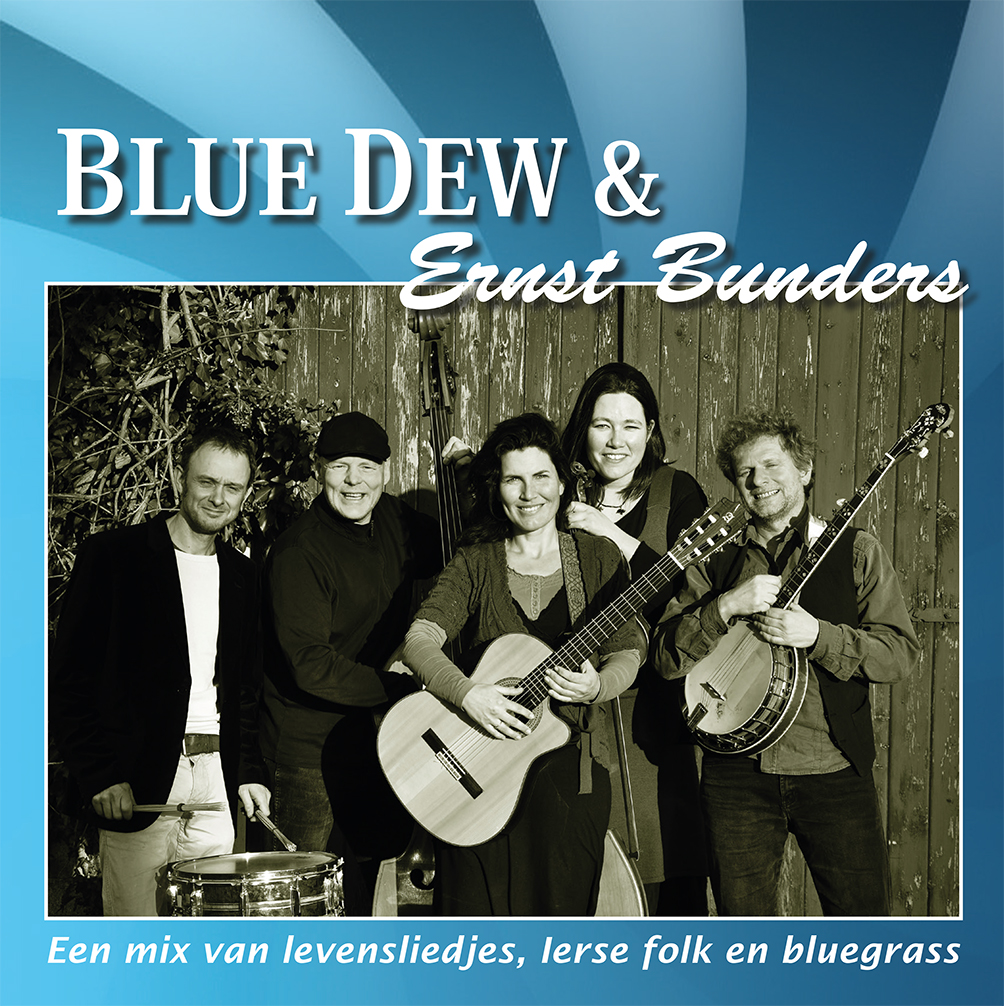 BLUE DEW &
Ernst Bunders
Een mix van levensliedjes, Ierse folk en bluegrass